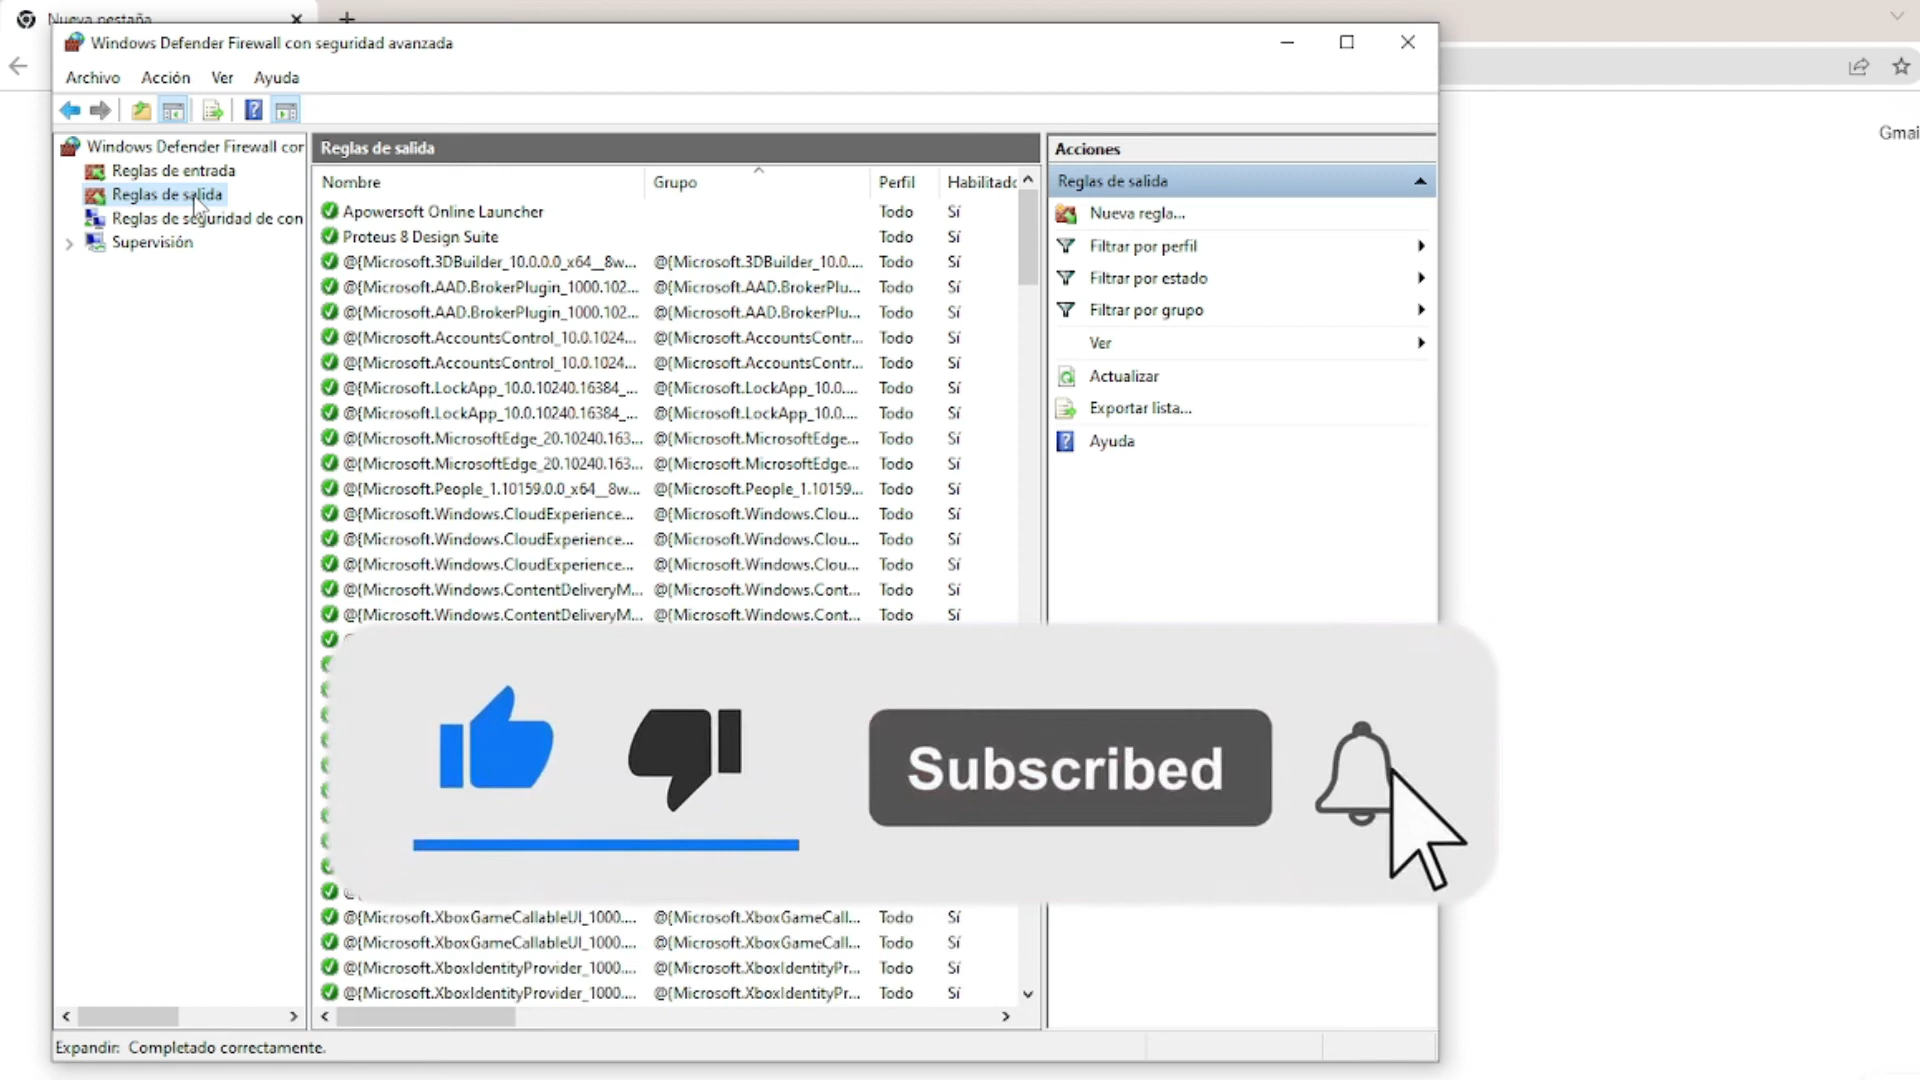 Nueva pestaña
Windows Defender Firewall con seguridad avanzada
Archivo Acción Ver Ayuda
Gmai
Windows Defender Firewall cor
Reglas de entrada
Reglas de salida
Reglas de seguridad de con
Supervisión
Reglas de salida
Nombre Grupo Perfil Habilitado
Apowersoft Online Launcher Todo Sí
Proteus 8 Design Suite Todo Sí
@{Microsoft.3DBuilder_10.0.0.0_x64__8w... @{Microsoft.3DBuilder_10.0.... Todo Sí
@{Microsoft.AAD.BrokerPlugin_1000.102... @{Microsoft.AAD.BrokerPlu... Todo Sí
@{Microsoft.AAD.BrokerPlugin_1000.102... @{Microsoft.AAD.BrokerPlu... Todo Sí
@{Microsoft.AccountsControl_10.0.1024... @{Microsoft.AccountsContr... Todo Sí
@{Microsoft.AccountsControl_10.0.1024... @{Microsoft.AccountsContr... Todo Sí
@{Microsoft.LockApp_10.0.10240.16384_... @{Microsoft.LockApp_10.0.... Todo Sí
@{Microsoft.LockApp_10.0.10240.16384_... @{Microsoft.LockApp_10.0.... Todo Sí
@{Microsoft.MicrosoftEdge_20.10240.163... @{Microsoft.MicrosoftEdge... Todo Sí
@{Microsoft.MicrosoftEdge_20.10240.163... @{Microsoft.MicrosoftEdge... Todo Sí
@{Microsoft.People_1.10159.0.0_x64__8w... @{Microsoft.People_1.10159... Todo Sí
@{Microsoft.Windows.CloudExperience... @{Microsoft.Windows.Clou... Todo Sí
@{Microsoft.Windows.CloudExperience... @{Microsoft.Windows.Clou... Todo Sí
@{Microsoft.Windows.CloudExperience... @{Microsoft.Windows.Clou... Todo Sí
@{Microsoft.Windows.ContentDeliveryM... @{Microsoft.Windows.Cont... Todo Sí
@{Microsoft.Windows.ContentDeliveryM... @{Microsoft.Windows.Cont... Todo Sí
Subscribed
@{Microsoft.XboxGameCallableUI_1000.... @{Microsoft.XboxGameCall... Todo Sí
@{Microsoft.XboxGameCallableUI_1000.... @{Microsoft.XboxGameCall... Todo Sí
@{Microsoft.XboxIdentityProvider_1000.... @{Microsoft.XboxIdentityPr... Todo Sí
@{Microsoft.XboxIdentityProvider_1000.... @{Microsoft.XboxIdentityPr... Todo Sí
Acciones
Reglas de salida
Nueva regla...
Filtrar por perfil
Filtrar por estado
Filtrar por grupo
Ver
Actualizar
Exportar lista...
Ayuda
Expandir: Completado correctamente.